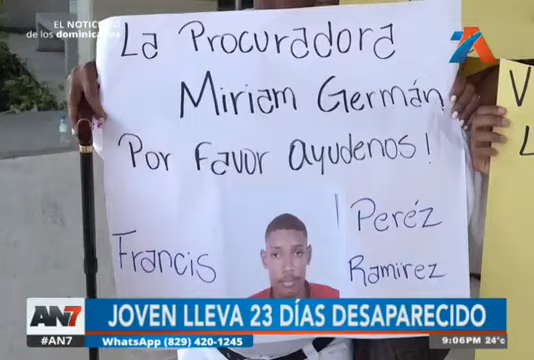 EL NOTICIERO
de los dominicanos
La Procuradora
Miriam Germán
Por Favor ayudenos!
Francis
Peréz
Ramirez
V
L
AN7
#AN7
JOVEN LLEVA 23 DÍAS DESAPARECIDO
WhatsApp (829) 420-1245
9:06PM 24°c